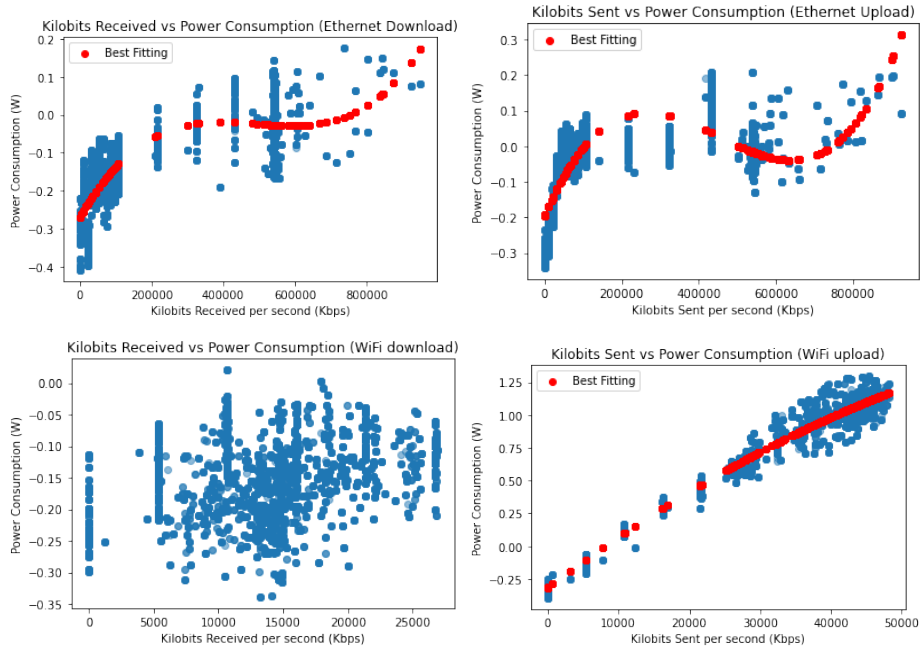 Kilobits Received vs Power Consumption (Ethernet Download)
Best Fitting
Power Consumption (W)
0.2
0.1
0.0
−0.1
−0.2
−0.3
−0.4
0 200000 400000 600000 800000
Kilobits Received per second (Kbps)
Kilobits Sent vs Power Consumption (Ethernet Upload)
Best Fitting
Power Consumption (W)
0.3
0.2
0.1
0.0
−0.1
−0.2
−0.3
0 200000 400000 600000 800000
Kilobits Sent per second (Kbps)
Kilobits Received vs Power Consumption (WiFi download)
Power Consumption (W)
0.00
−0.05
−0.10
−0.15
−0.20
−0.25
−0.30
−0.35
0 5000 10000 15000 20000 25000
Kilobits Received per second (Kbps)
Kilobits Sent vs Power Consumption (WiFi upload)
Best Fitting
Power Consumption (W)
1.25
1.00
0.75
0.50
0.25
0.00
−0.25
0 10000 20000 30000 40000 50000
Kilobits Sent per second (Kbps)